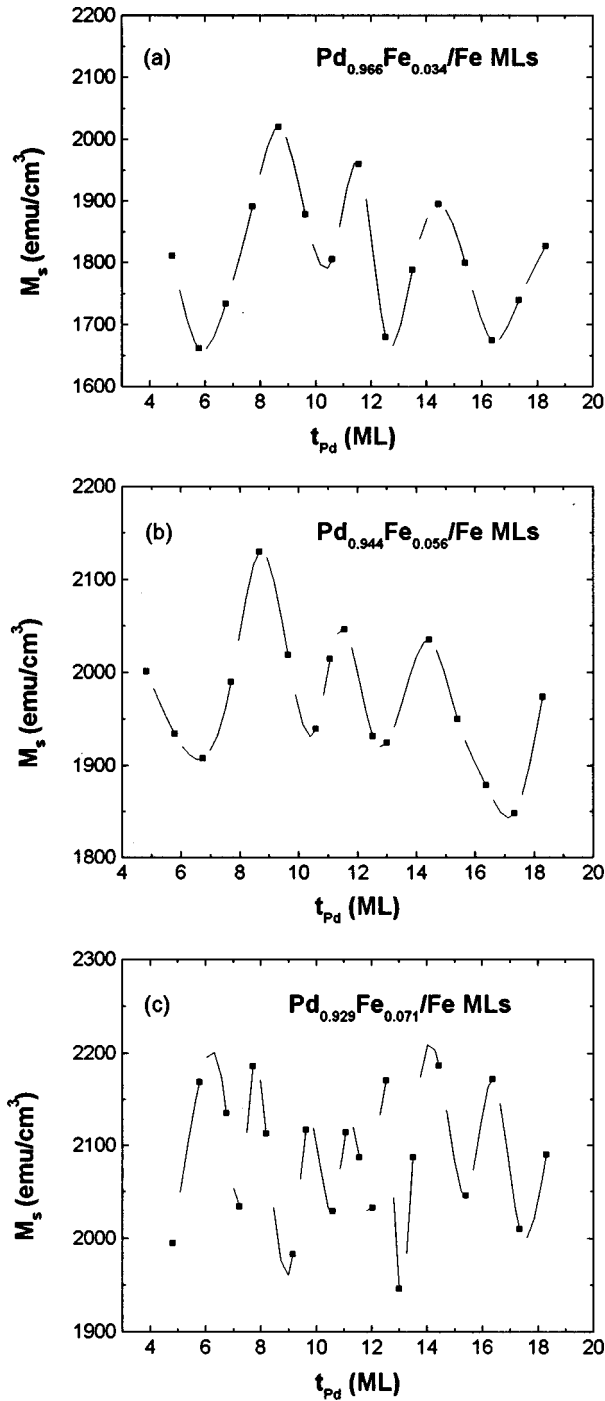 2200
(a)
Pd0.966Fe0.034/Fe MLs
2100
2000
1900
1800
1700
1600
Ms (emu/cm3)
4 6 8 10 12 14 16 18 20
tPd (ML)
2200
(b)
Pd0.944Fe0.056/Fe MLs
2100
2000
1900
1800
Ms (emu/cm3)
4 6 8 10 12 14 16 18 20
tPd (ML)
2300
(c)
Pd0.929Fe0.071/Fe MLs
2200
2100
2000
1900
Ms (emu/cm3)
4 6 8 10 12 14 16 18 20
tPd (ML)